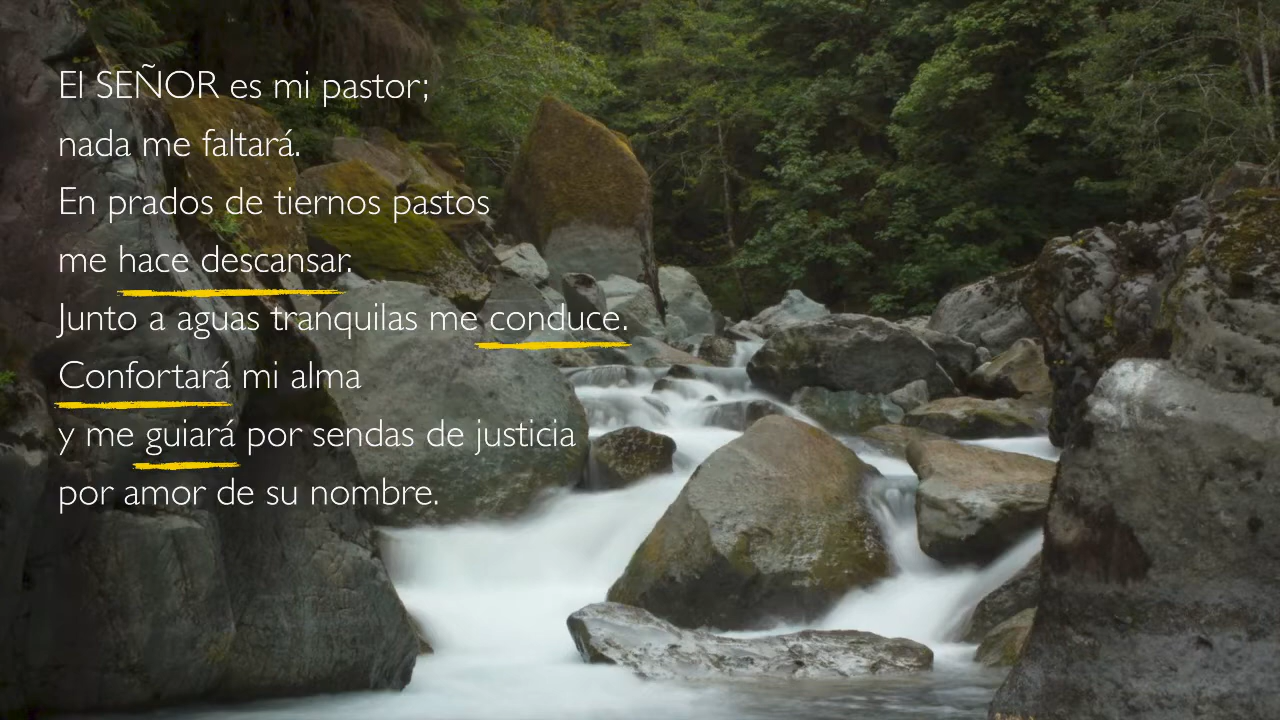 El SEÑOR es mi pastor;
nada me faltará.
En prados de tiernos pastos
me hace descansar.
Junto a aguas tranquilas me conduce.
Confortará mi alma
y me guiará por sendas de justicia
por amor de su nombre.